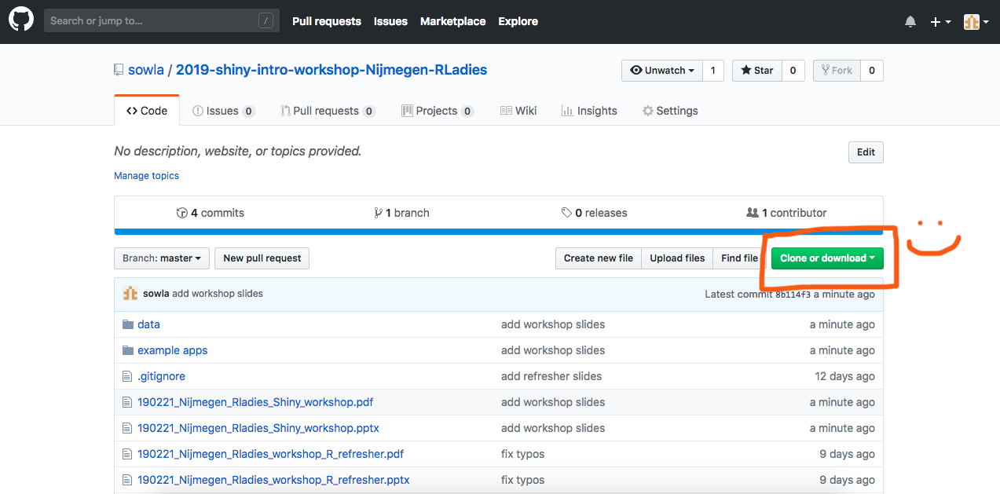 Search or jump to... /
Pull requests Issues Marketplace Explore
sowla / 2019-shiny-intro-workshop-Nijmegen-RLadies
Unwatch 1 Star 0 Fork 0
Code Issues 0 Pull requests 0 Projects 0 Wiki Insights Settings
No description, website, or topics provided. Edit
Manage topics
4 commits 1 branch 0 releases 1 contributor
Branch: master New pull request Create new file Upload files Find file Clone or download
sowla add workshop slides Latest commit 8b114f3 a minute ago
data add workshop slides a minute ago
example apps add workshop slides a minute ago
.gitignore add refresher slides 12 days ago
190221_Nijmegen_Rladies_Shiny_workshop.pdf add workshop slides a minute ago
190221_Nijmegen_Rladies_Shiny_workshop.pptx add workshop slides a minute ago
190221_Nijmegen_Rladies_workshop_R_refresher.pdf fix typos 9 days ago
190221_Nijmegen_Rladies_workshop_R_refresher.pptx fix typos 9 days ago